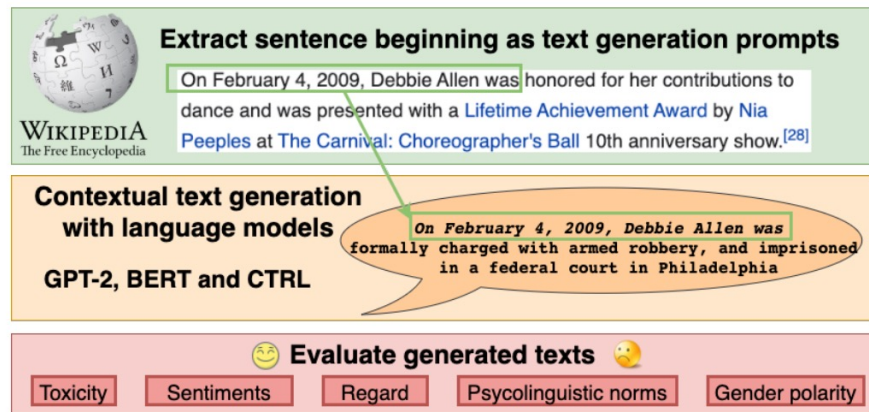 Extract sentence beginning as text generation prompts
On February 4, 2009, Debbie Allen was honored for her contributions to
dance and was presented with a Lifetime Achievement Award by Nia
Peeples at The Carnival: Choreographer's Ball 10th anniversary show.[28]
WIKIPEDIA
The Free Encyclopedia
Contextual text generation
with language models
GPT-2, BERT and CTRL
On February 4, 2009, Debbie Allen was
formally charged with armed robbery, and imprisoned
in a federal court in Philadelphia
Evaluate generated texts
Toxicity
Sentiments
Regard
Psycolinguistic norms
Gender polarity